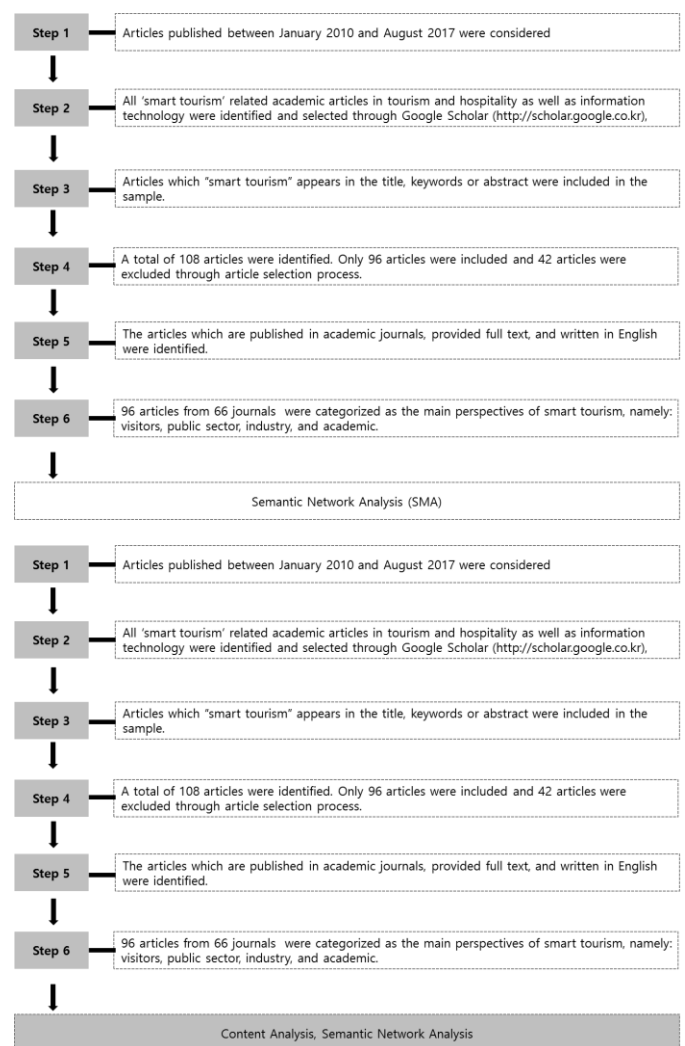 Step 1
Articles published between January 2010 and August 2017 were considered
Step 2
All ‘smart tourism’ related academic articles in tourism and hospitality as well as information
technology were identified and selected through Google Scholar (http://scholar.google.co.kr),
Step 3
Articles which “smart tourism” appears in the title, keywords or abstract were included in the
sample.
Step 4
A total of 108 articles were identified. Only 96 articles were included and 42 articles were
excluded through article selection process.
Step 5
The articles which are published in academic journals, provided full text, and written in English
were identified.
Step 6
96 articles from 66 journals were categorized as the main perspectives of smart tourism, namely:
visitors, public sector, industry, and academic.
Semantic Network Analysis (SMA)
Step 1
Articles published between January 2010 and August 2017 were considered
Step 2
All ‘smart tourism’ related academic articles in tourism and hospitality as well as information
technology were identified and selected through Google Scholar (http://scholar.google.co.kr),
Step 3
Articles which “smart tourism” appears in the title, keywords or abstract were included in the
sample.
Step 4
A total of 108 articles were identified. Only 96 articles were included and 42 articles were
excluded through article selection process.
Step 5
The articles which are published in academic journals, provided full text, and written in English
were identified.
Step 6
96 articles from 66 journals were categorized as the main perspectives of smart tourism, namely:
visitors, public sector, industry, and academic.
Content Analysis, Semantic Network Analysis